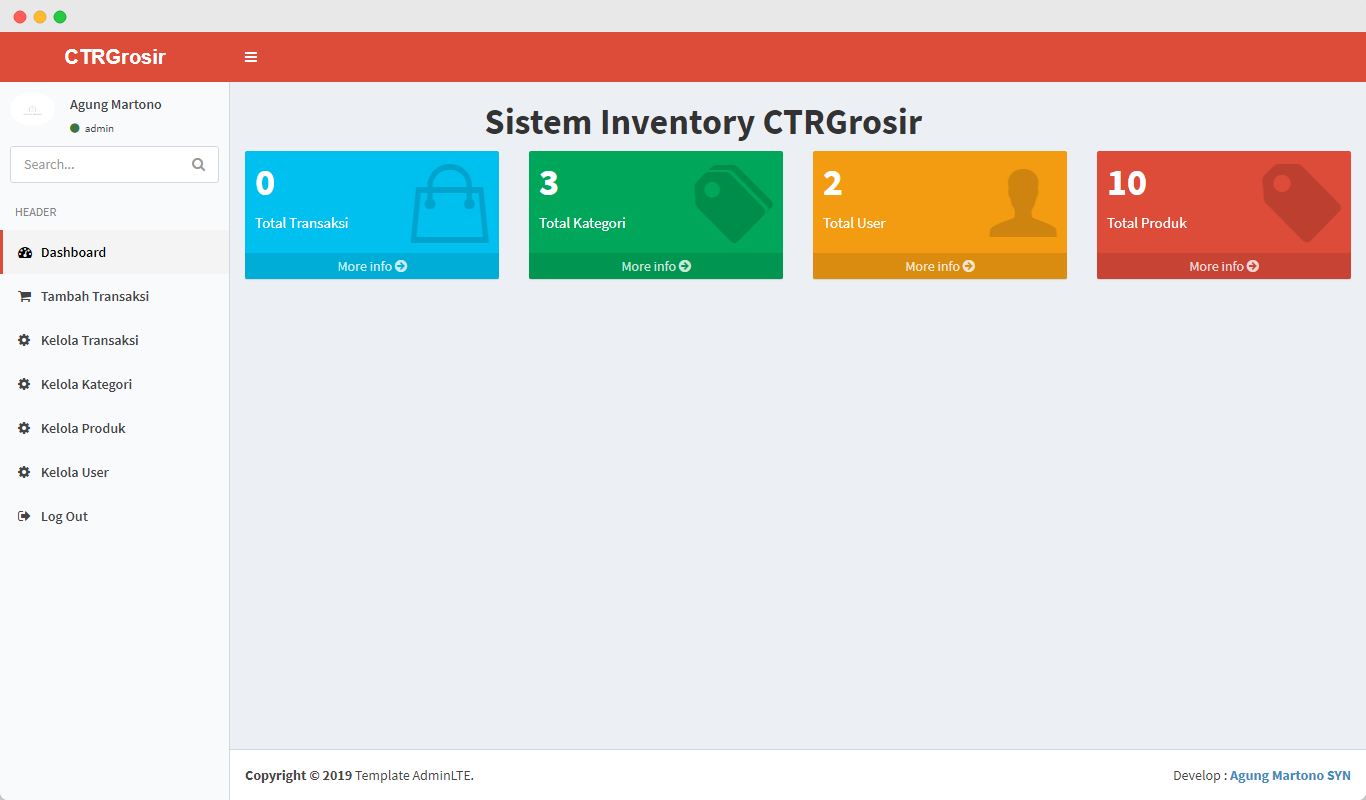 CTRGrosir
Agung Martono
admin
Search...
HEADER
Dashboard
Tambah Transaksi
Kelola Transaksi
Kelola Kategori
Kelola Produk
Kelola User
Log Out
Sistem Inventory CTRGrosir
0
Total Transaksi
More info
3
Total Kategori
More info
2
Total User
More info
10
Total Produk
More info
Copyright © 2019 Template AdminLTE.
Develop : Agung Martono SYN